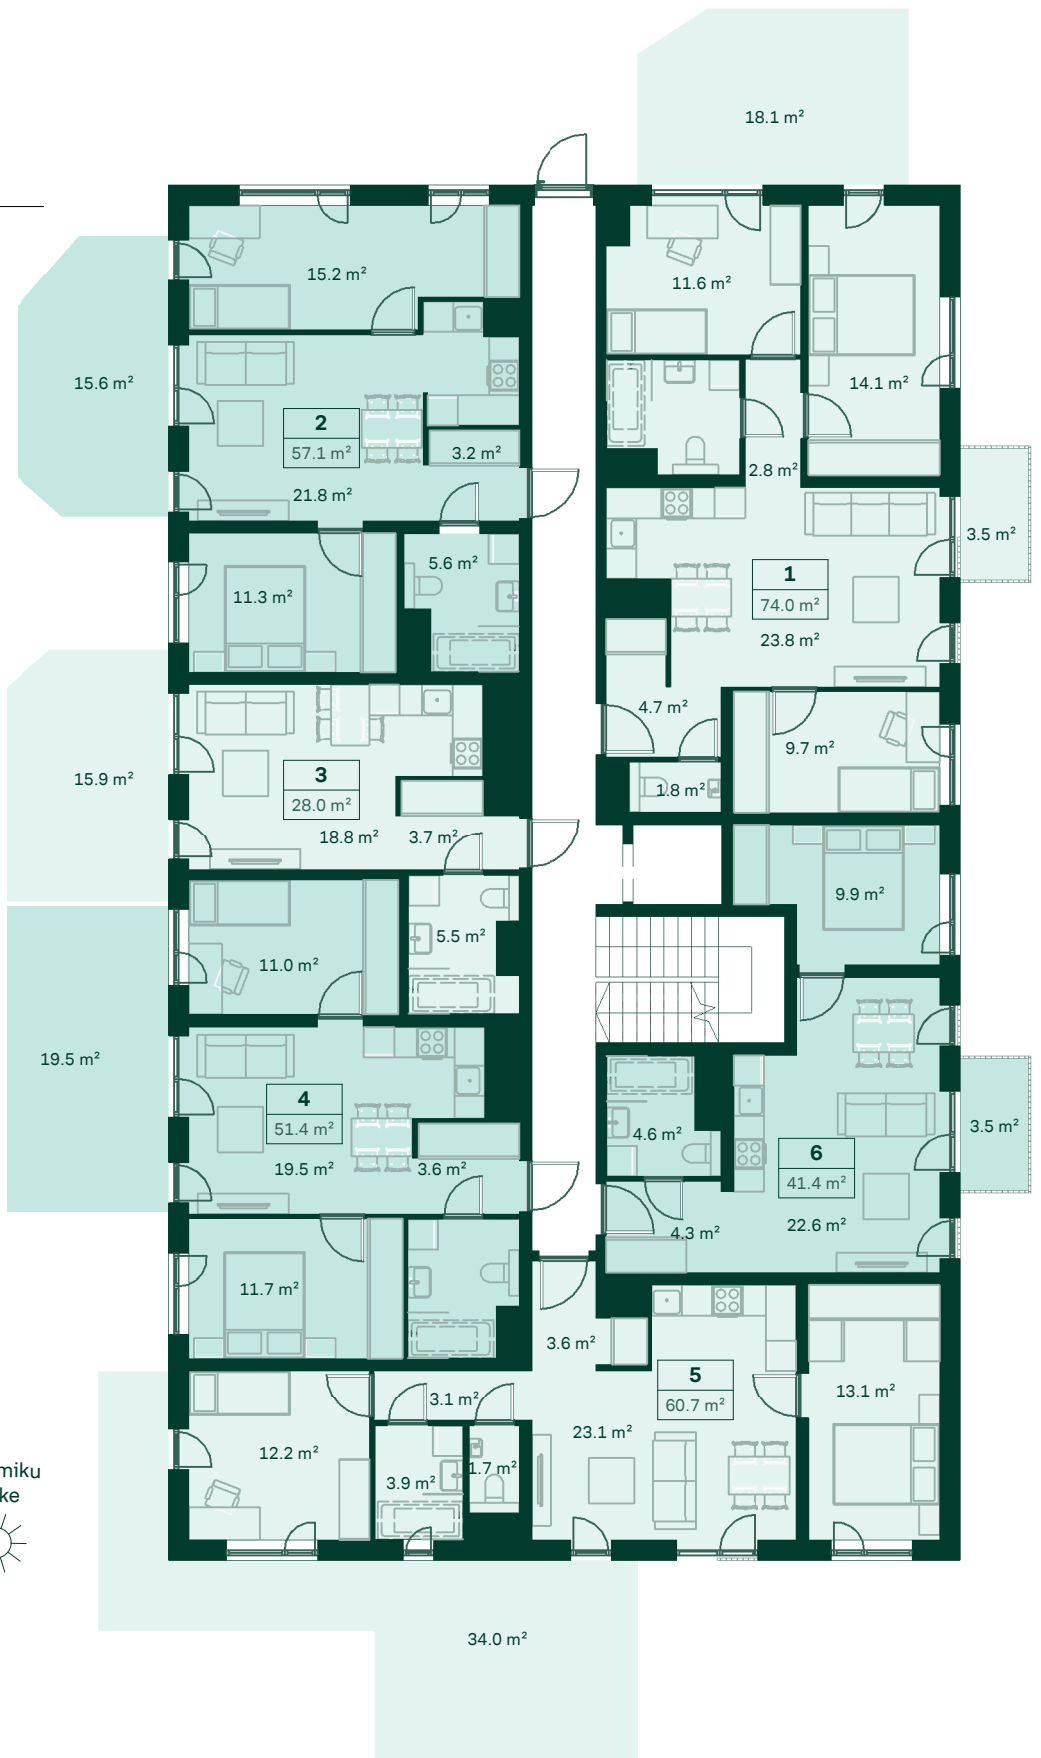 18.1 m²
15.2 m²
11.6 m²
14.1 m²
15.6 m²
2
57.1 m²
3.2 m²
21.8 m²
2.8 m²
3.5 m²
5.6 m²
11.3 m²
1
74.0 m²
23.8 m²
4.7 m²
9.7 m²
15.9 m²
3
28.0 m²
18.8 m²
3.7 m²
1.8 m²
9.9 m²
11.0 m²
5.5 m²
19.5 m²
4
51.4 m²
19.5 m²
3.6 m²
4.6 m²
3.5 m²
6
41.4 m²
22.6 m²
4.3 m²
11.7 m²
3.6 m²
5
60.7 m²
13.1 m²
3.1 m²
23.1 m²
12.2 m²
3.9 m²
1.7 m²
miku
ke
34.0 m²